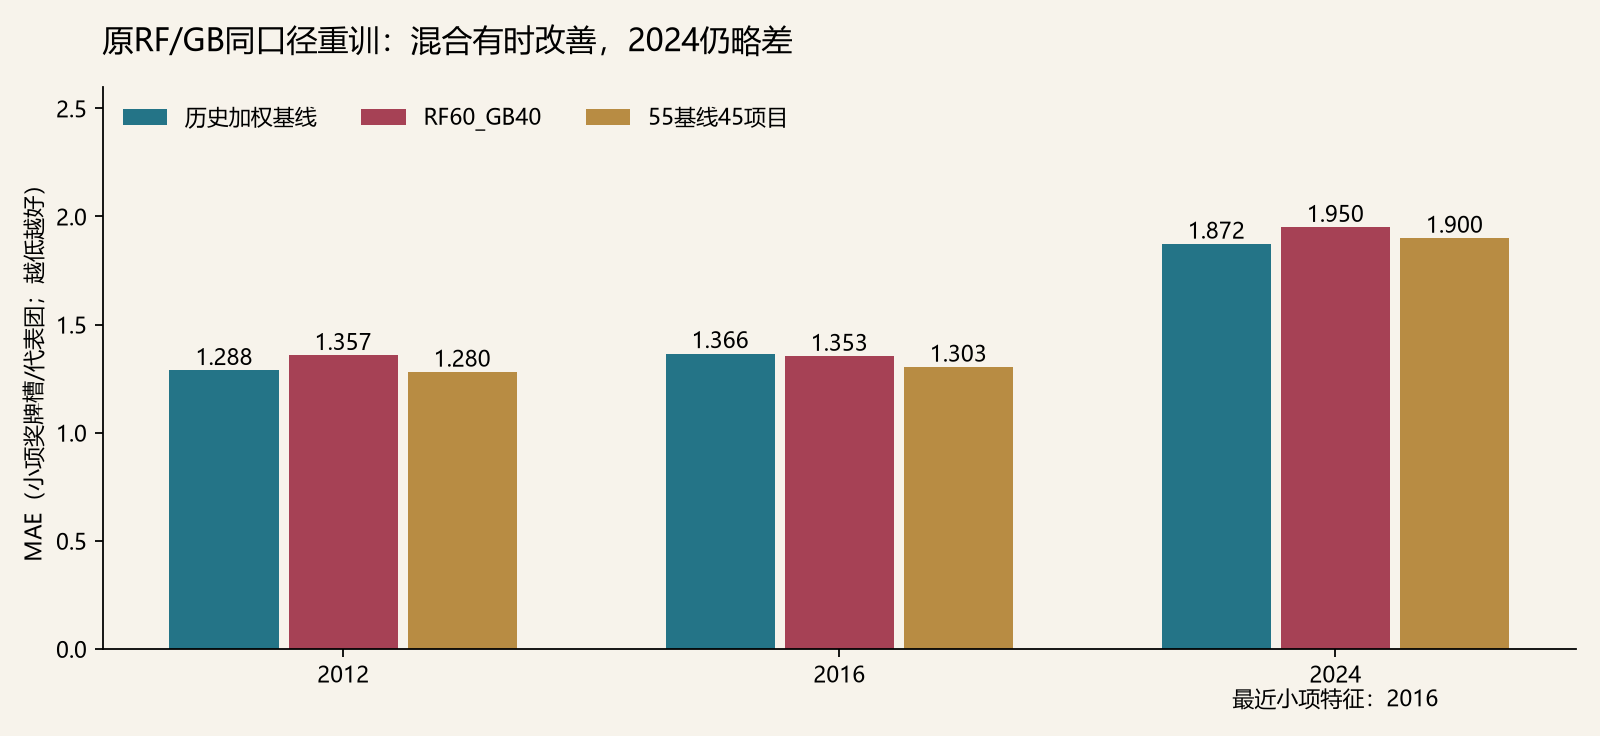 原RF/GB同口径重训：混合有时改善，2024仍略差
历史加权基线 RF60_GB40 55基线45项目
MAE（小项奖牌槽/代表团；越低越好）
2.5
2.0
1.5
1.0
0.5
0.0
1.288 1.357 1.280
1.366 1.353 1.303
1.872 1.950 1.900
2012 2016 2024
最近小项特征：2016